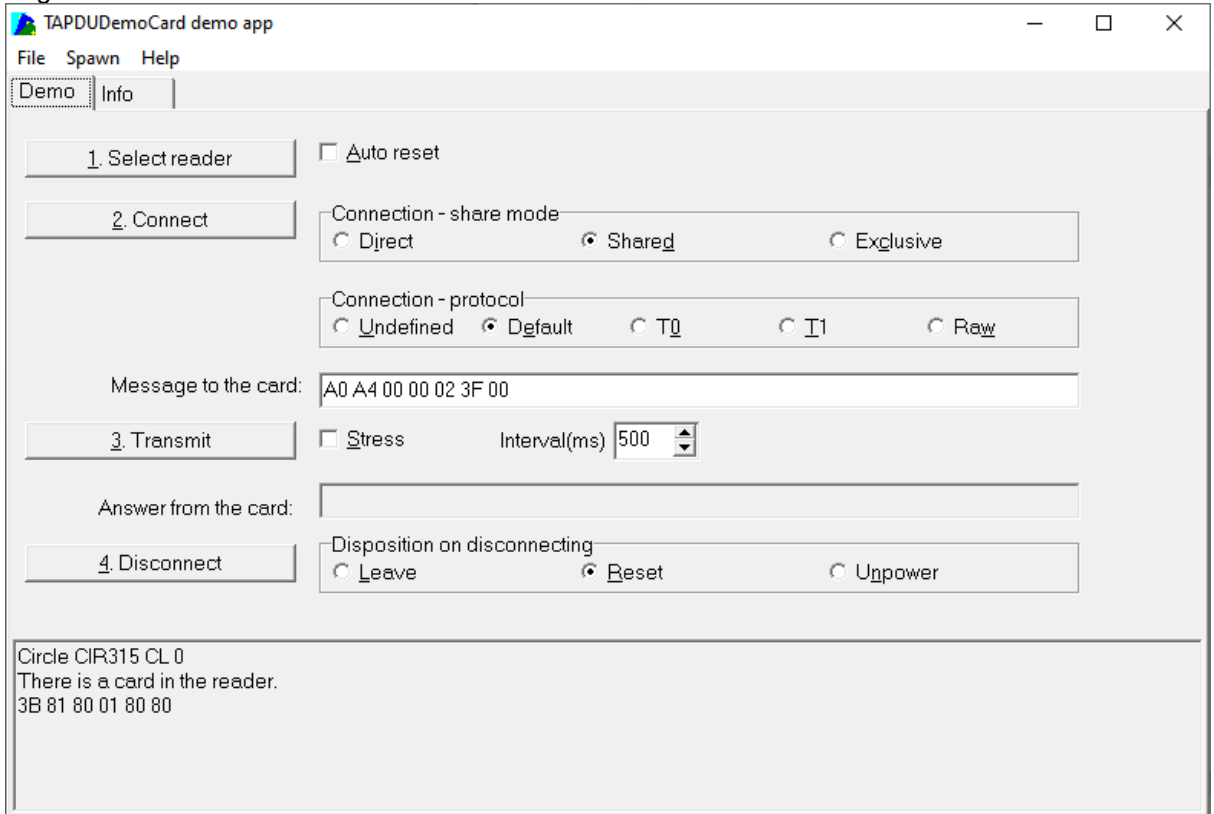 TAPDUDemoCard demo app
File Spawn Help
Demo Info
1. Select reader Auto reset
2. Connect Connection - share mode
Direct Shared Exclusive
Connection - protocol
Undefined Default T0 T1 Raw
Message to the card: A0 A4 00 00 02 3F 00
3. Transmit Stress Interval(ms) 500
Answer from the card:
4. Disconnect Disposition on disconnecting
Leave Reset Unpower
Circle CIR315 CL 0
There is a card in the reader.
3B 81 80 01 80 80